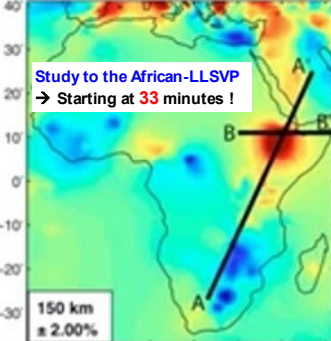 40
Study to the African-LLSVP
→ Starting at 33 minutes !
A'
30
20
B
B'
10
0
-10
-20
A
-30
150 km
± 2.00%